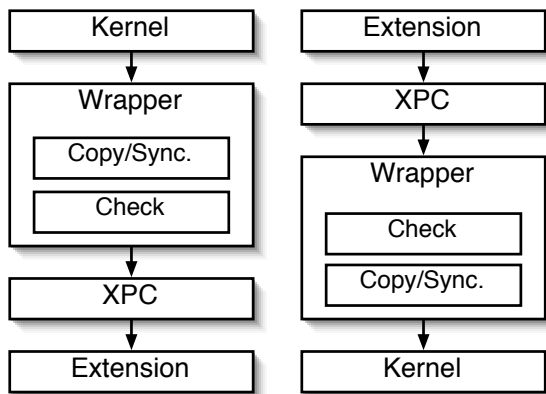 Kernel
Wrapper
Copy/Sync.
Check
XPC
Extension
Extension
XPC
Wrapper
Check
Copy/Sync.
Kernel